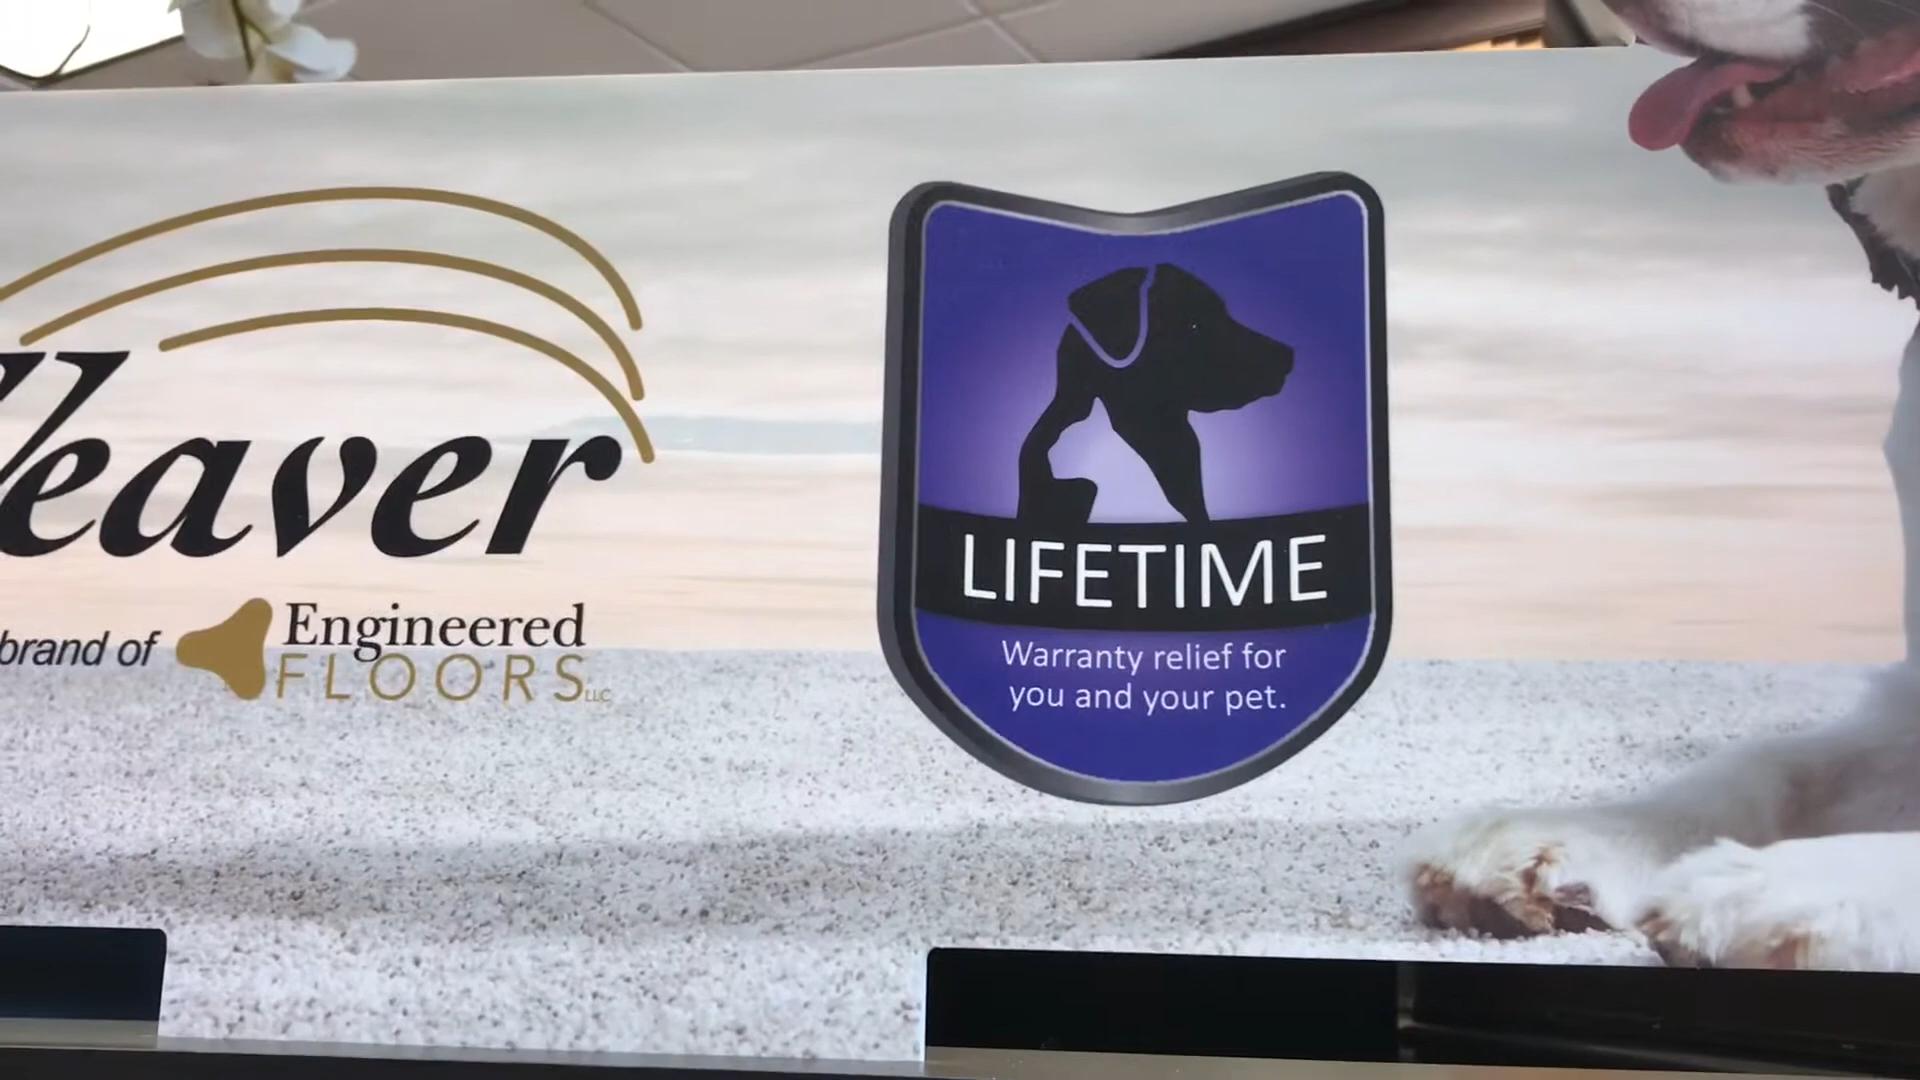 eaver
brand of
Engineered
FLOORS LLC
LIFETIME
Warranty relief for
you and your pet.